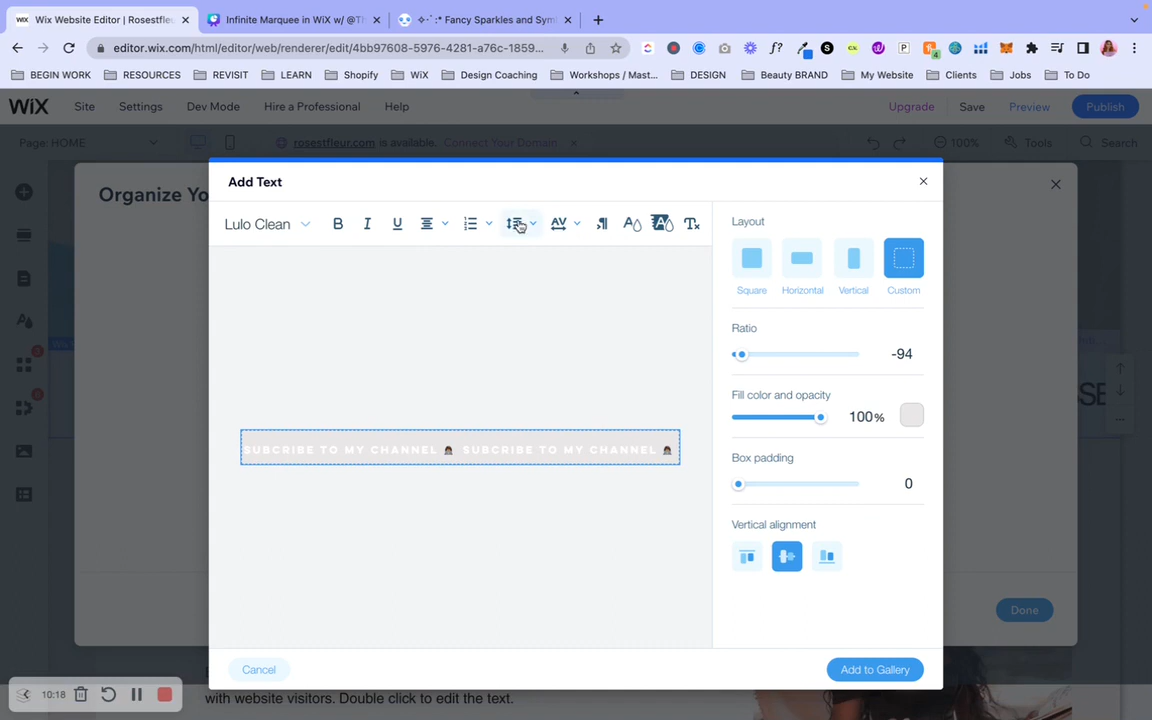 Wix Website Editor | Rosestfleu
Infinite Marquee in WiX w/ @Th
✧･ﾟ:* Fancy Sparkles and Sym
editor.wix.com/html/editor/web/renderer/edit/4bb97608-5976-4281-a76c-1859...
BEGIN WORK
RESOURCES
REVISIT
LEARN
Shopify
WiX
Design Coaching
Workshops / Mast...
DESIGN
Beauty BRAND
My Website
Clients
Jobs
To Do
WiX
Site
Settings
Dev Mode
Hire a Professional
Help
Upgrade
Save
Preview
Publish
Page: HOME
rosestfleur.com is available.
Connect Your Domain
100%
Tools
Search
Organize Yo
Add Text
Lulo Clean
B
I
U
AV
Layout
Square
Horizontal
Vertical
Custom
Ratio
-94
Fill color and opacity
100%
SUBCRIBE TO MY CHANNEL 👩🏽‍💼 SUBCRIBE TO MY CHANNEL 👩🏽‍💼
Box padding
0
Vertical alignment
Done
Cancel
Add to Gallery
10:18
with website visitors. Double click to edit the text.